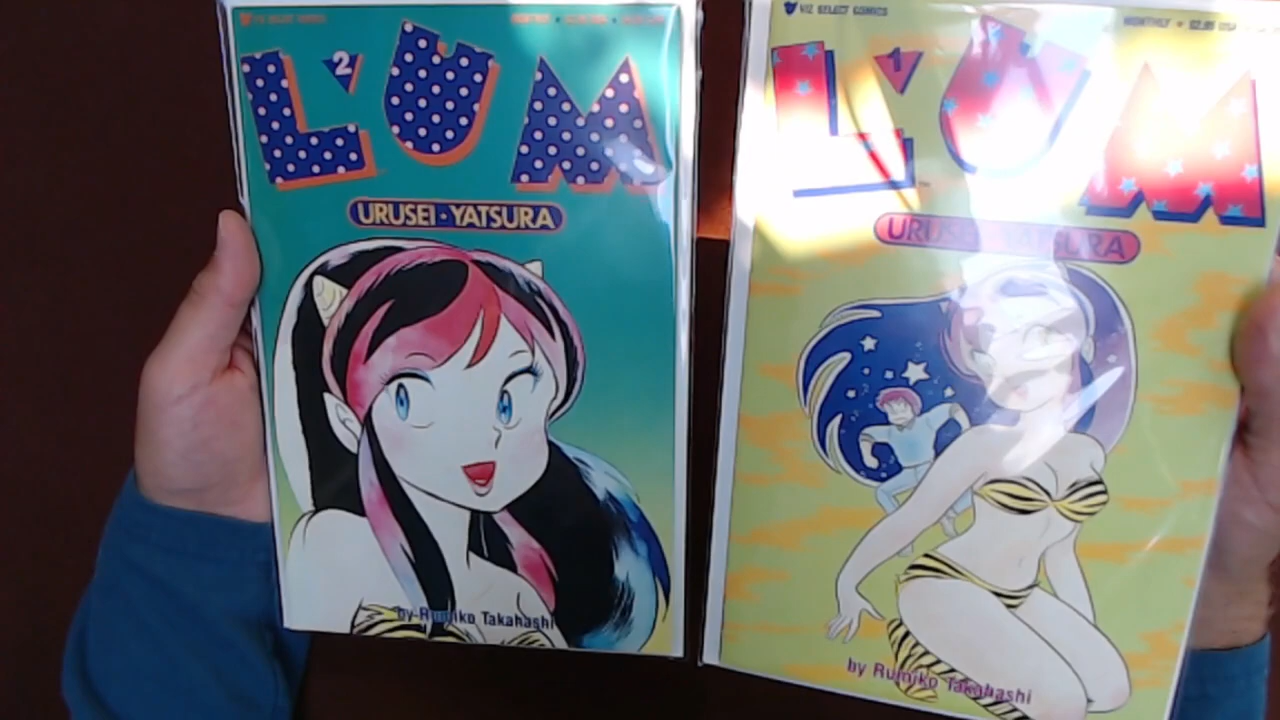 VIZ SELECT COMICS
2
LUM
URUSEI·YATSURA
by Rumiko Takahashi
VIZ SELECT COMICS
MONTHLY • $2.95 USA
1
LUM
URUSEI YATSURA
by Rumiko Takahashi